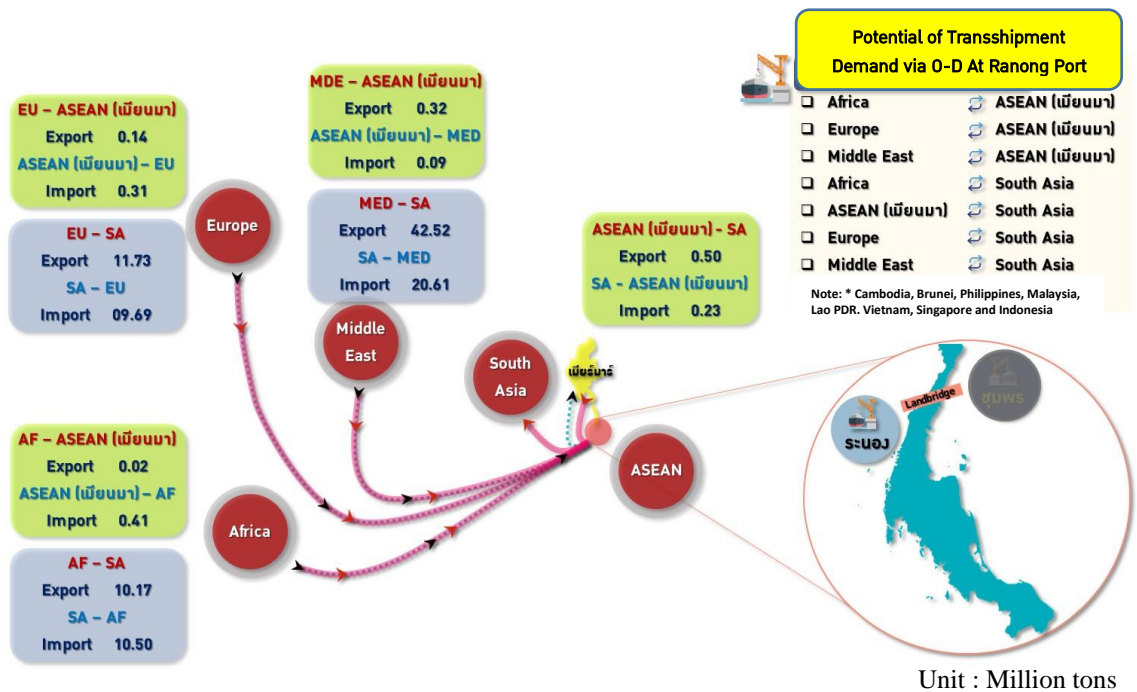 Potential of Transshipment
Demand via O-D At Ranong Port
❑ Africa ASEAN (เมียนมา)
❑ Europe ASEAN (เมียนมา)
❑ Middle East ASEAN (เมียนมา)
❑ Africa South Asia
❑ ASEAN (เมียนมา) South Asia
❑ Europe South Asia
❑ Middle East South Asia
Note: * Cambodia, Brunei, Philippines, Malaysia,
Lao PDR. Vietnam, Singapore and Indonesia
MDE – ASEAN (เมียนมา)
Export 0.32
ASEAN (เมียนมา) – MED
Import 0.09
MED – SA
Export 42.52
SA – MED
Import 20.61
EU – ASEAN (เมียนมา)
Export 0.14
ASEAN (เมียนมา) – EU
Import 0.31
EU – SA
Export 11.73
SA – EU
Import 09.69
Europe
ASEAN (เมียนมา) - SA
Export 0.50
SA - ASEAN (เมียนมา)
Import 0.23
Middle
East
South
Asia
เมียร์มาร์
ASEAN
Landbridge
ชุมพร
ระนอง
AF – ASEAN (เมียนมา)
Export 0.02
ASEAN (เมียนมา) – AF
Import 0.41
AF – SA
Export 10.17
SA – AF
Import 10.50
Africa
Unit : Million tons